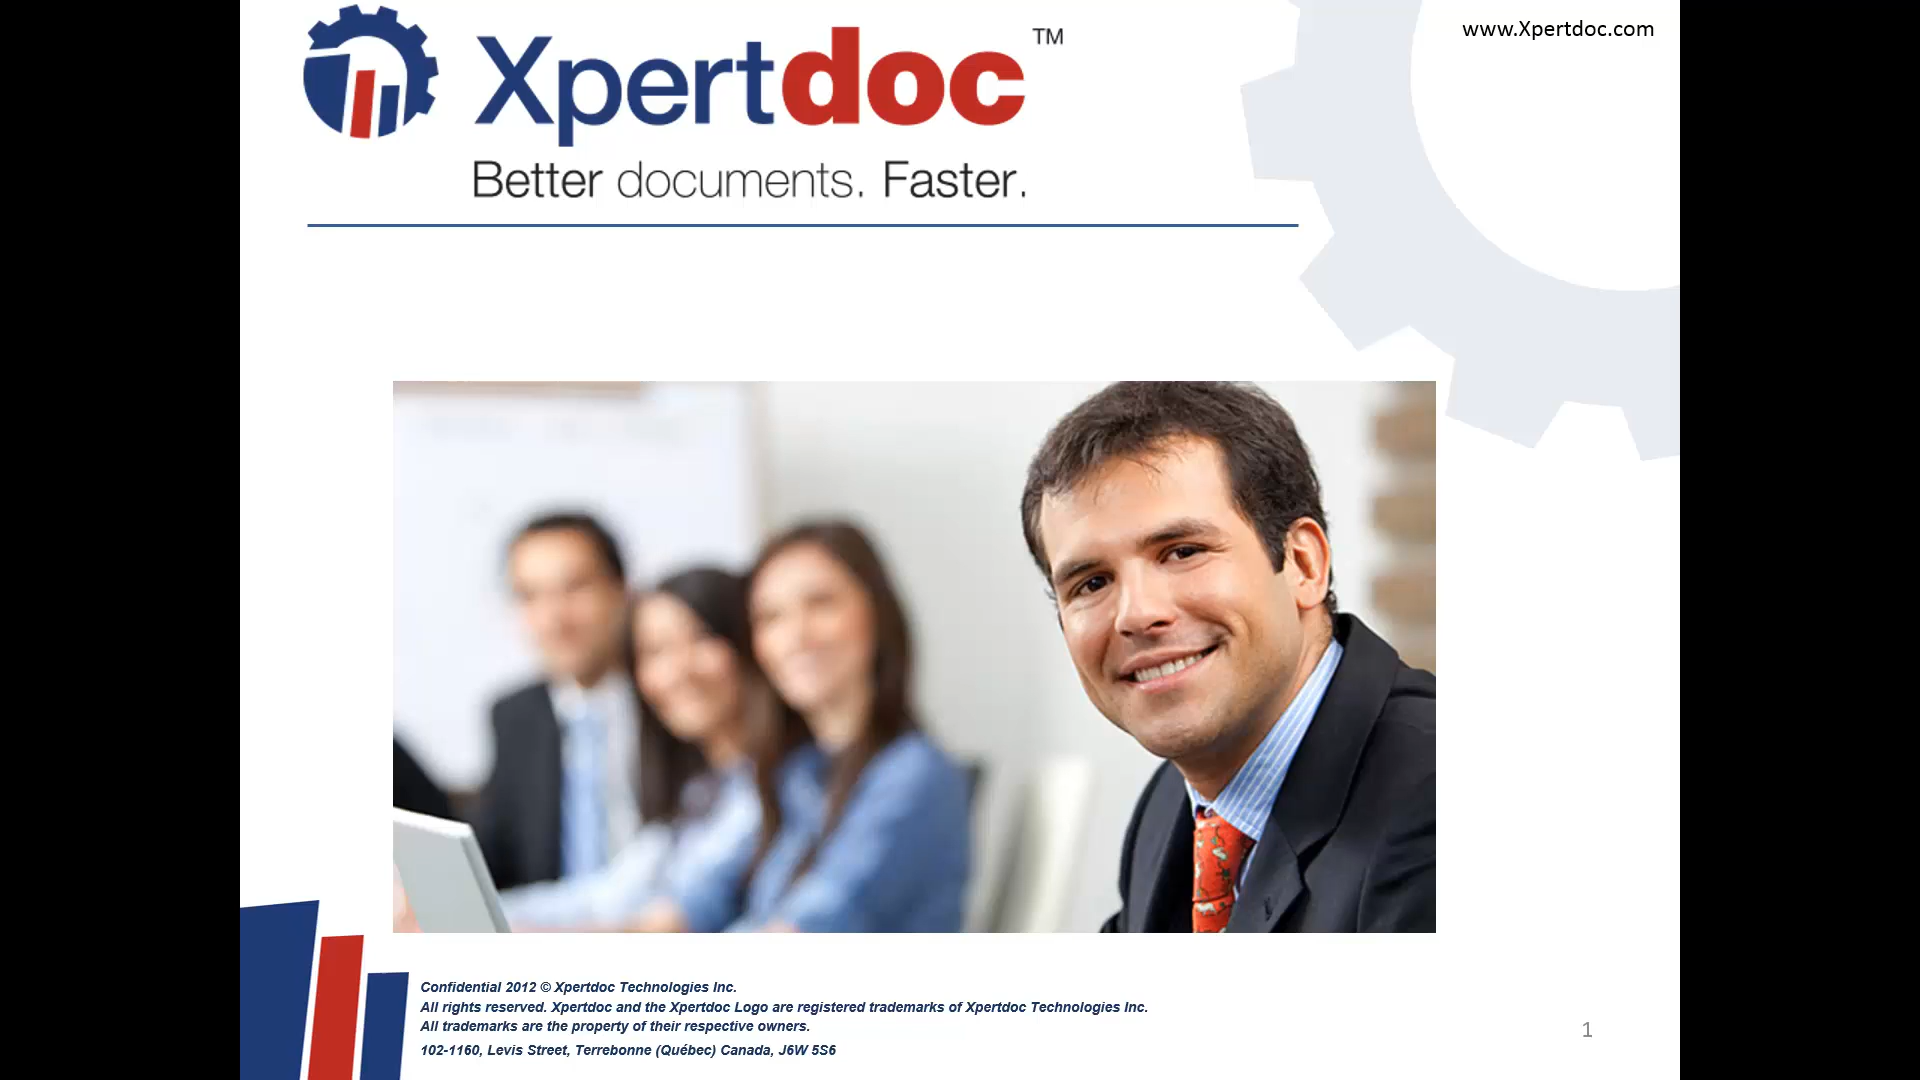 www.Xpertdoc.com
Xpertdoc™
Better documents. Faster.
Confidential 2012 © Xpertdoc Technologies Inc.
All rights reserved. Xpertdoc and the Xpertdoc Logo are registered trademarks of Xpertdoc Technologies Inc.
All trademarks are the property of their respective owners.
102-1160, Levis Street, Terrebonne (Québec) Canada, J6W 5S6
1